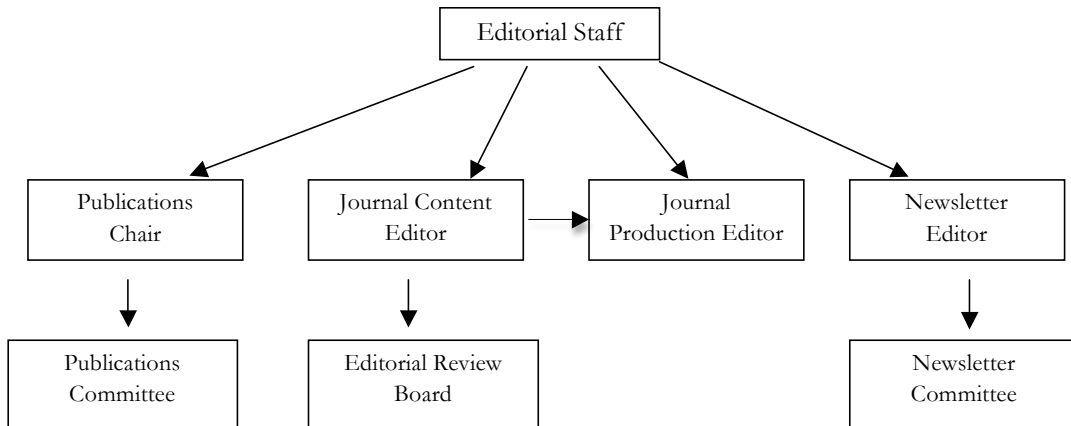 Editorial Staff
Publications
Chair
Journal Content
Editor
Journal
Production Editor
Newsletter
Editor
Publications
Committee
Editorial Review
Board
Newsletter
Committee